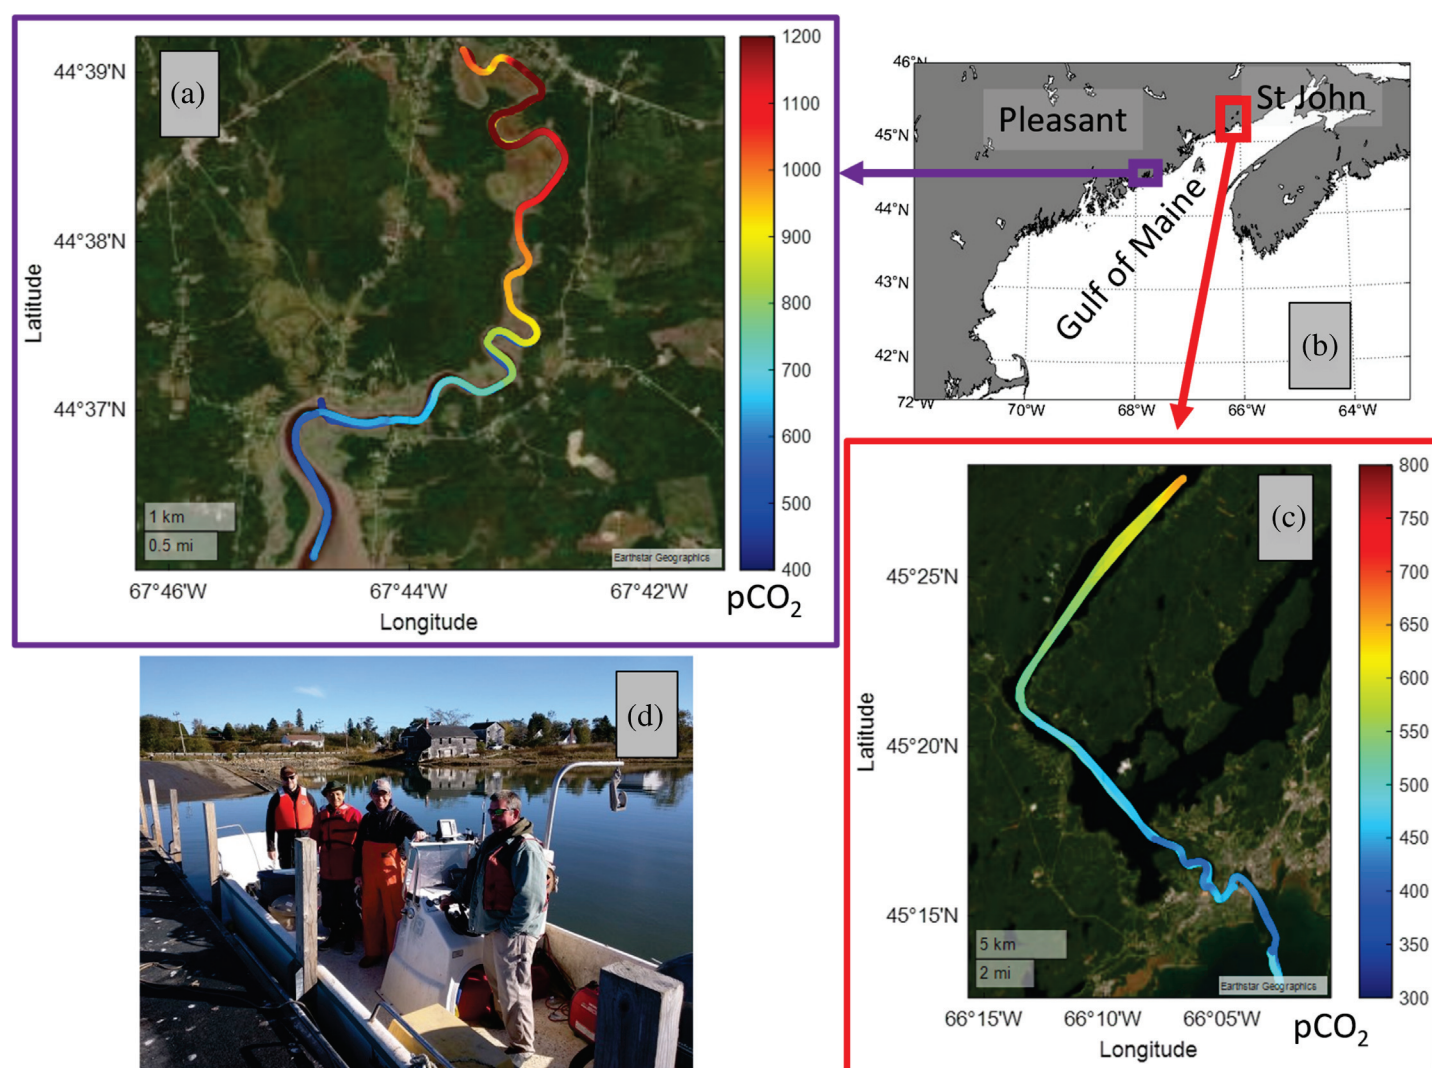 (a)
44°39'N
44°38'N
44°37'N
Latitude
1 km
0.5 mi
Earthstar Geographics
67°46'W
67°44'W
67°42'W
Longitude
1200
1100
1000
900
800
700
600
500
400
pCO₂
46°N
45°N
44°N
43°N
42°N
72°W
70°W
68°W
66°W
64°W
Pleasant
St John
Gulf of Maine
(b)
(c)
45°25'N
45°20'N
45°15'N
Latitude
5 km
2 mi
Earthstar Geographics
66°15'W
66°10'W
66°05'W
Longitude
800
750
700
650
600
550
500
450
400
350
300
pCO₂
(d)